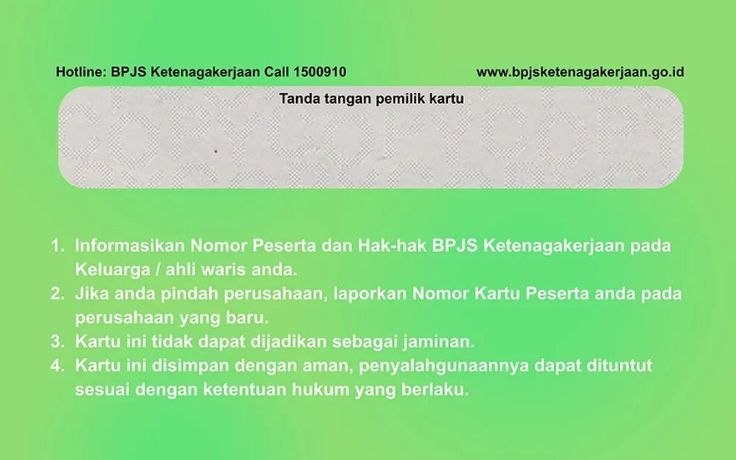 Hotline: BPJS Ketenagakerjaan Call 1500910
www.bpjsketenagakerjaan.go.id
Tanda tangan pemilik kartu
1. Informasikan Nomor Peserta dan Hak-hak BPJS Ketenagakerjaan pada
Keluarga / ahli waris anda.
2. Jika anda pindah perusahaan, laporkan Nomor Kartu Peserta anda pada
perusahaan yang baru.
3. Kartu ini tidak dapat dijadikan sebagai jaminan.
4. Kartu ini disimpan dengan aman, penyalahgunaannya dapat dituntut
sesuai dengan ketentuan hukum yang berlaku.